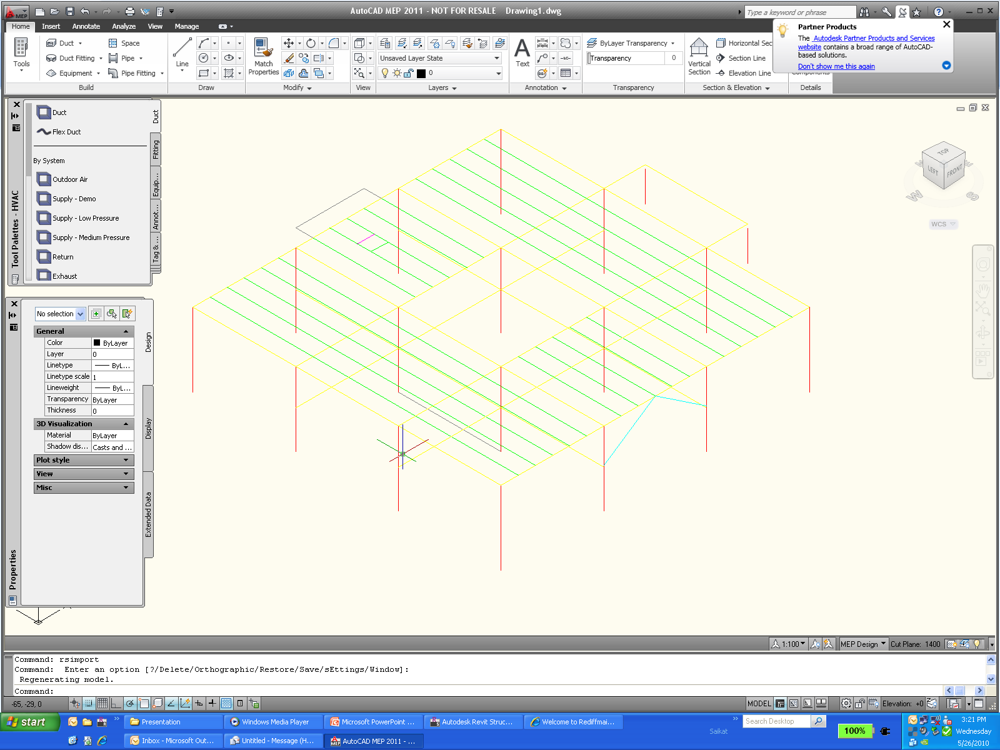 MEP
AutoCAD MEP 2011 - NOT FOR RESALE Drawing1.dwg
Type a keyword or phrase
Home Insert Annotate Analyze View Manage
Tools
Duct
Duct Fitting
Equipment
Space
Pipe
Pipe Fitting
Build
Line
Draw
Match Properties
Modify
View
Unsaved Layer State
0
Layers
Text
-LC-
Annotation
ByLayer Transparency
Transparency 0
Transparency
Vertical Section
Horizontal Sec
Section Line
Elevation Line
Section & Elevation
Components
Details
Partner Products
The Autodesk Partner Products and Services
website contains a broad range of AutoCAD-
based solutions.
Don't show me this again
Tool Palettes - HVAC
Duct
Flex Duct
By System
Outdoor Air
Supply - Demo
Supply - Low Pressure
Supply - Medium Pressure
Return
Exhaust
Duct
Fitting
Equip...
Annot...
Tag & ...
Properties
No selection
General
Color ByLayer
Layer 0
Linetype ByL...
Linetype scale 1
Lineweight ByL...
Transparency ByLayer
Thickness 0
3D Visualization
Material ByLayer
Shadow dis... Casts and ...
Plot style
View
Misc
Design
Display
Extended Data
TOP
LEFT
FRONT
W
S
WCS
1:100 MEP Design Cut Plane: 1400
Command: rsimport
Command: Enter an option [?/Delete/Orthographic/Restore/Save/sEttings/Window]:
Regenerating model.
Command:
-65, -29, 0
MODEL
Elevation: +0
start
Presentation
Windows Media Player
Microsoft PowerPoint ...
Autodesk Revit Struc...
Welcome to Rediffmai...
Inbox - Microsoft Out...
Untitled - Message (H...
AutoCAD MEP 2011 - ...
Saikat
Search Desktop
100%
3:21 PM
Wednesday
5/26/2010